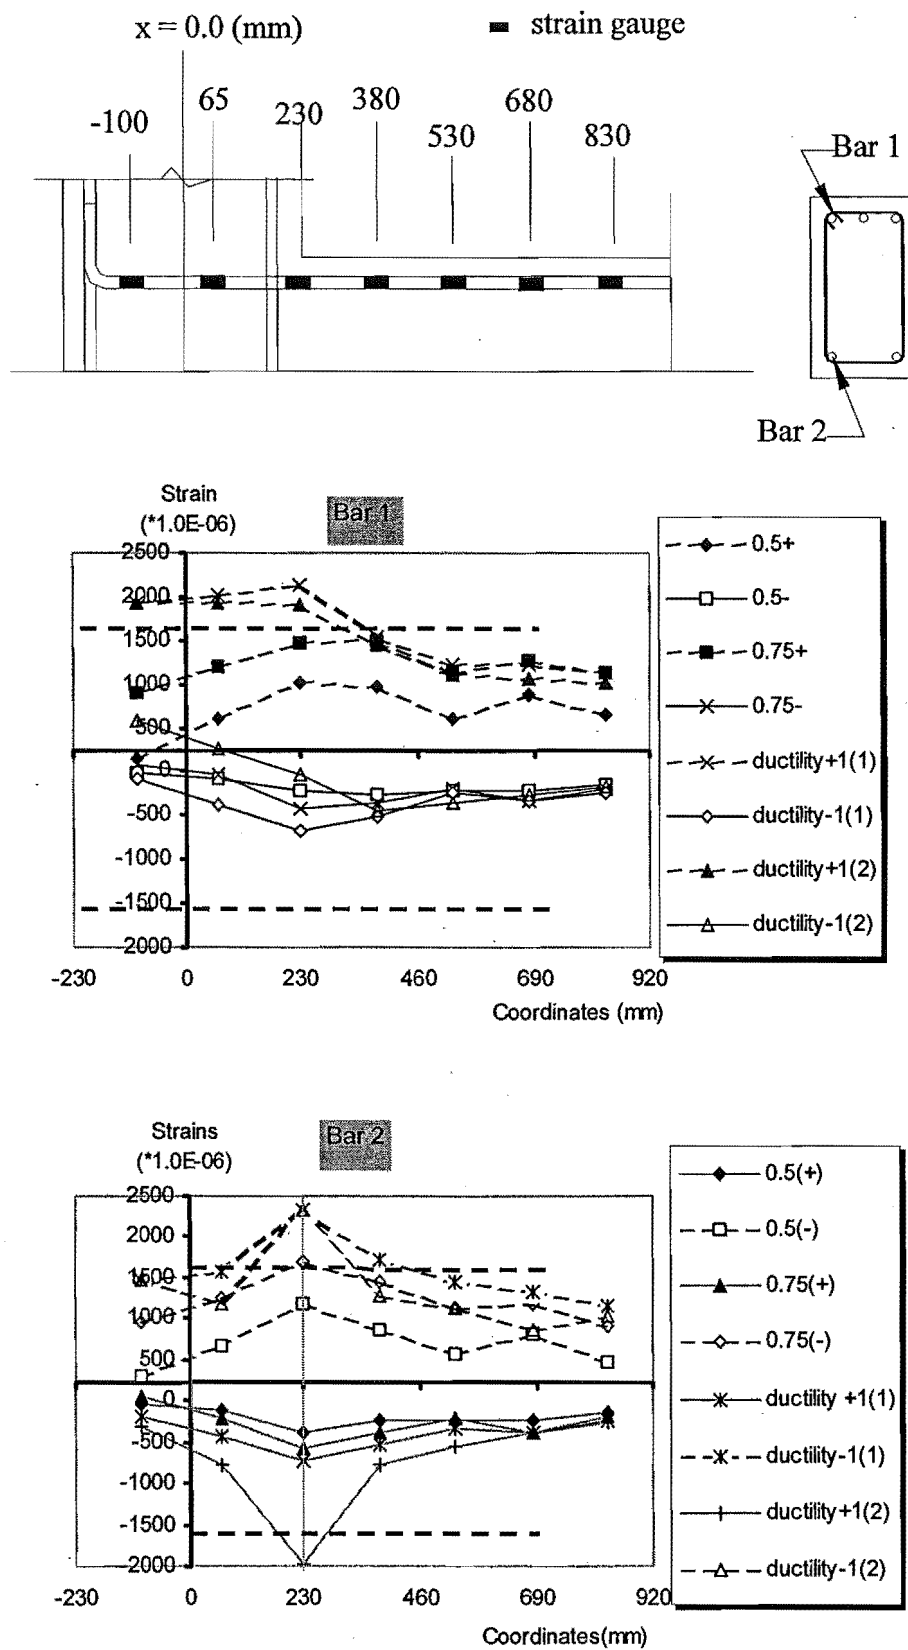 x = 0.0 (mm)
strain gauge
-100
65
230
380
530
680
830
Bar 1
Bar 2
Strain
(*1.0E-06)
Bar 1
2500
2000
1500
1000
500
0
-500
-1000
-1500
-2000
-230
0
230
460
690
920
Coordinates (mm)
0.5+
0.5-
0.75+
0.75-
ductility+1(1)
ductility-1(1)
ductility+1(2)
ductility-1(2)
Strains
(*1.0E-06)
Bar 2
2500
2000
1500
1000
500
0
-500
-1000
-1500
-2000
-230
0
230
460
690
920
Coordinates(mm)
0.5(+)
0.5(-)
0.75(+)
0.75(-)
ductility +1(1)
ductility-1(1)
ductility+1(2)
ductility-1(2)